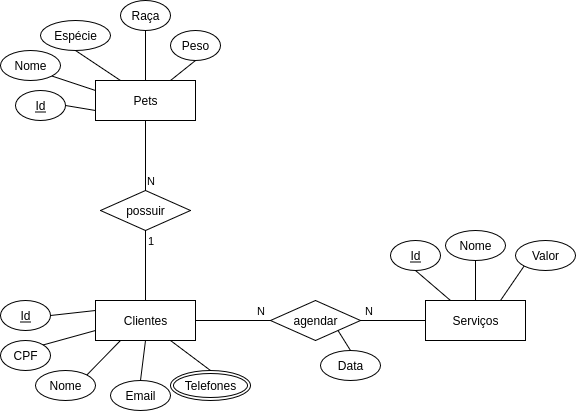 Raça
Espécie
Peso
Nome
Pets
Id
N
possuir
1
Id
Nome
Valor
Id
Clientes
N
agendar
N
Serviços
CPF
Nome
Email
Telefones
Data